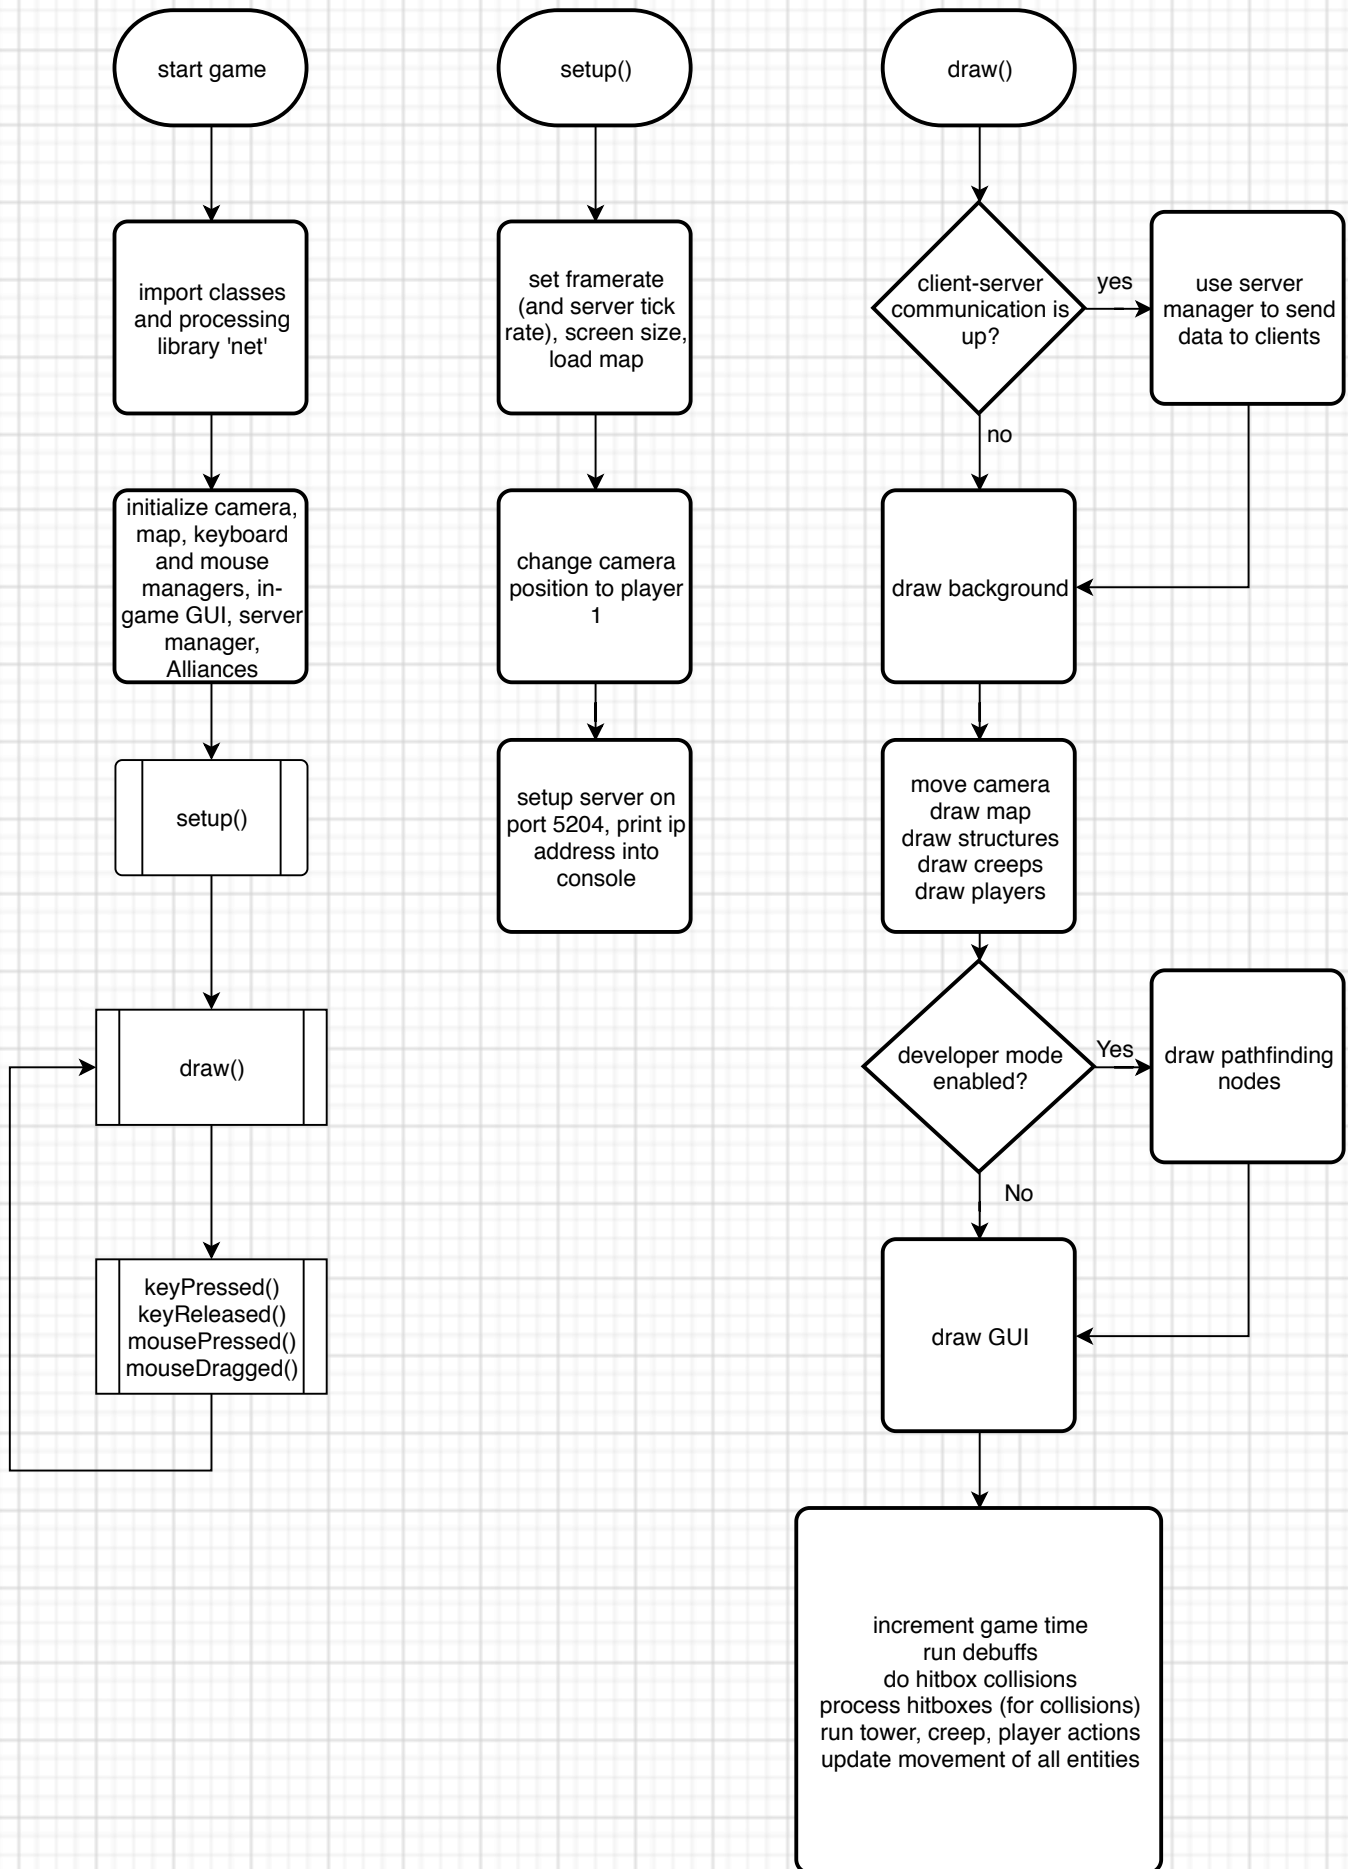 start game
import classes
and processing
library 'net'
initialize camera,
map, keyboard
and mouse
managers, in-
game GUI, server
manager,
Alliances
setup()
draw()
keyPressed()
keyReleased()
mousePressed()
mouseDragged()
setup()
set framerate
(and server tick
rate), screen size,
load map
change camera
position to player
1
setup server on
port 5204, print ip
address into
console
draw()
client-server
communication is
up?
yes
use server
manager to send
data to clients
no
draw background
move camera
draw map
draw structures
draw creeps
draw players
developer mode
enabled?
Yes
draw pathfinding
nodes
No
draw GUI
increment game time
run debuffs
do hitbox collisions
process hitboxes (for collisions)
run tower, creep, player actions
update movement of all entities